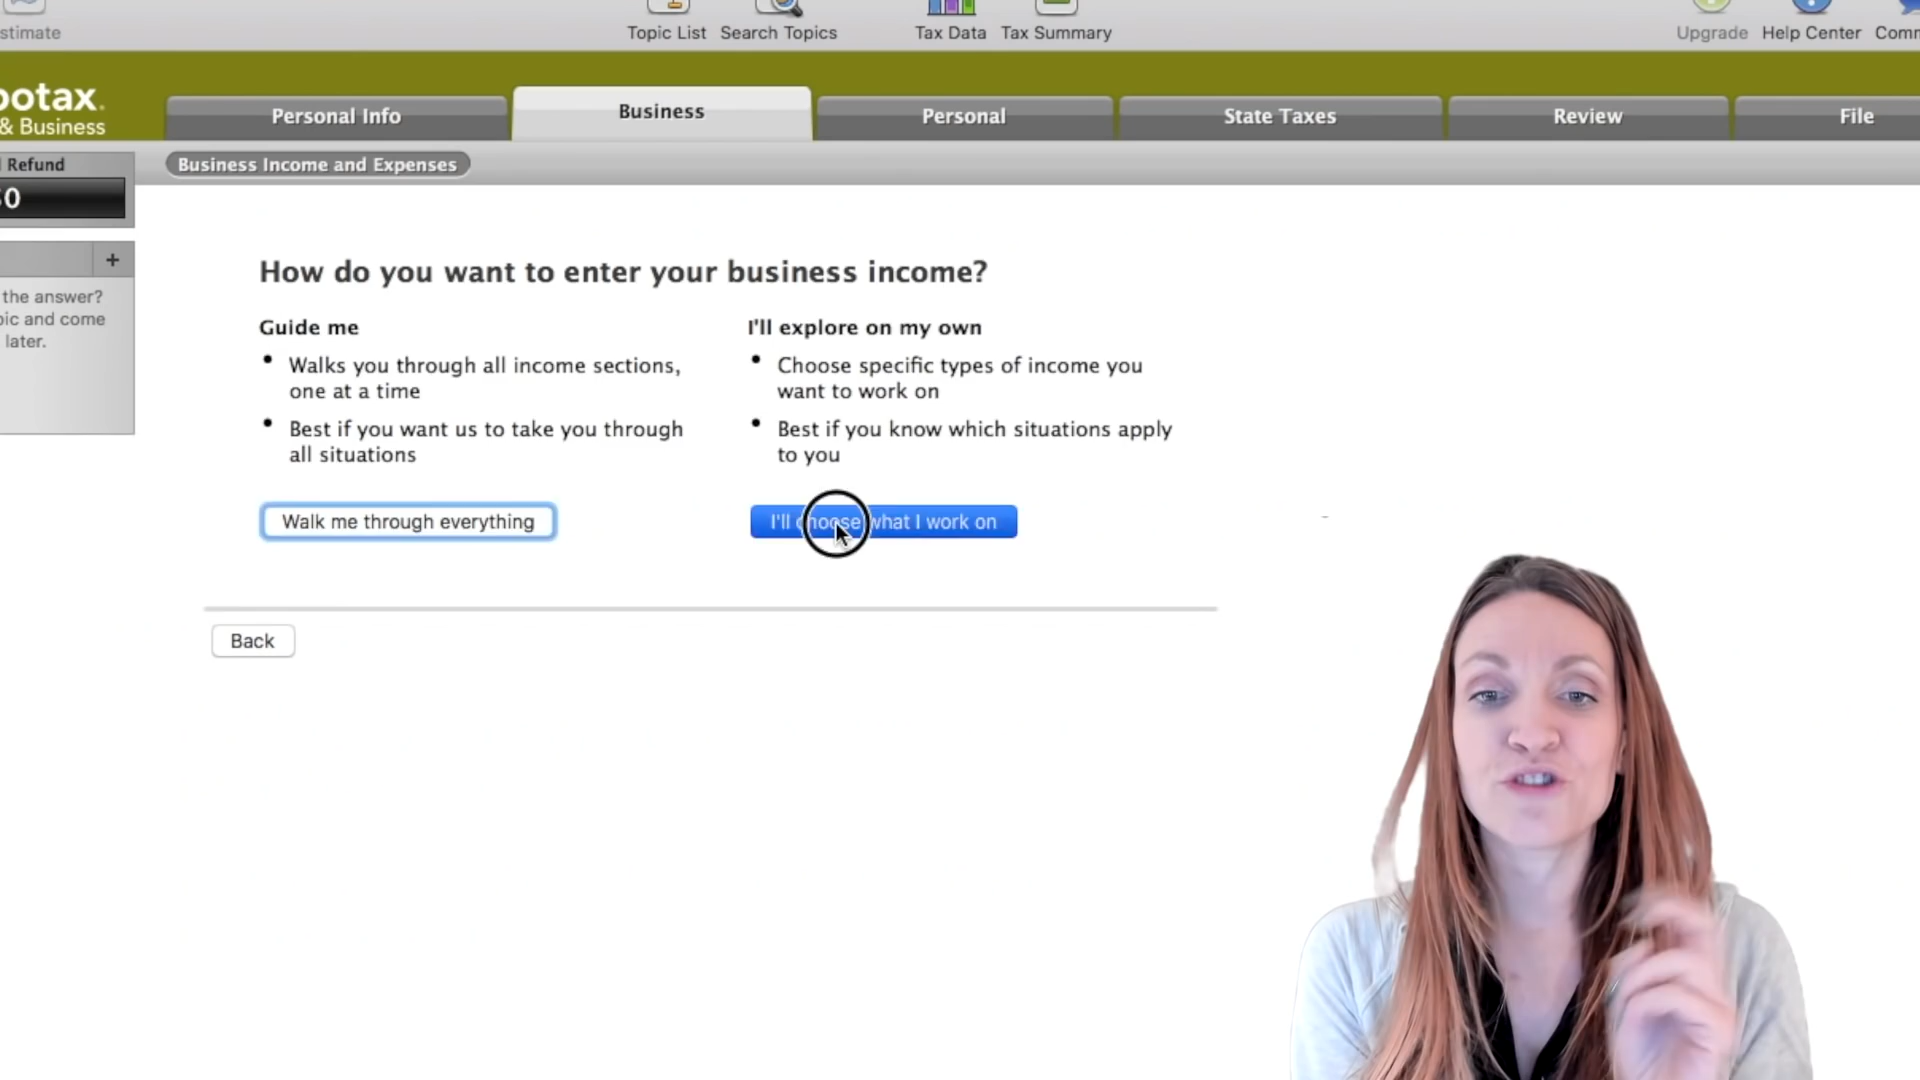 stimate
Topic List
Search Topics
Tax Data
Tax Summary
Upgrade
Help Center
Comm
ootax.
& Business
Personal Info
Business
Personal
State Taxes
Review
File
Refund
Business Income and Expenses
0
+
the answer?
pic and come
later.
How do you want to enter your business income?
Guide me
• Walks you through all income sections,
one at a time
• Best if you want us to take you through
all situations
Walk me through everything
I'll explore on my own
• Choose specific types of income you
want to work on
• Best if you know which situations apply
to you
I'll choose what I work on
Back